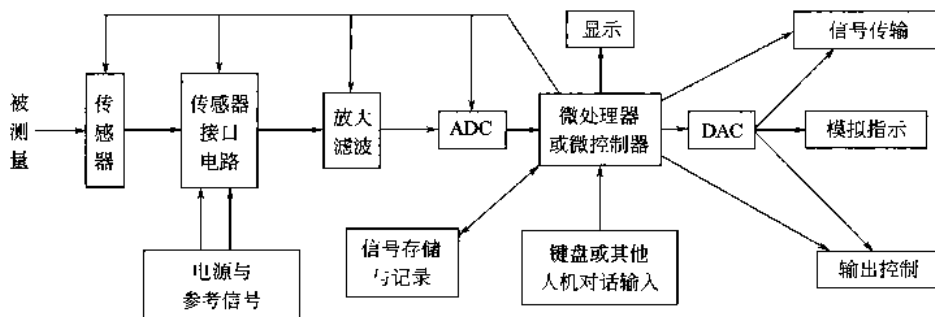 被测量
传感器
传感器
接口
电路
放大
滤波
ADC
显示
微处理器
或微控制器
DAC
信号传输
模拟指示
输出控制
信号存储
与记录
键盘或其他
人机对话输入
电源与
参考信号